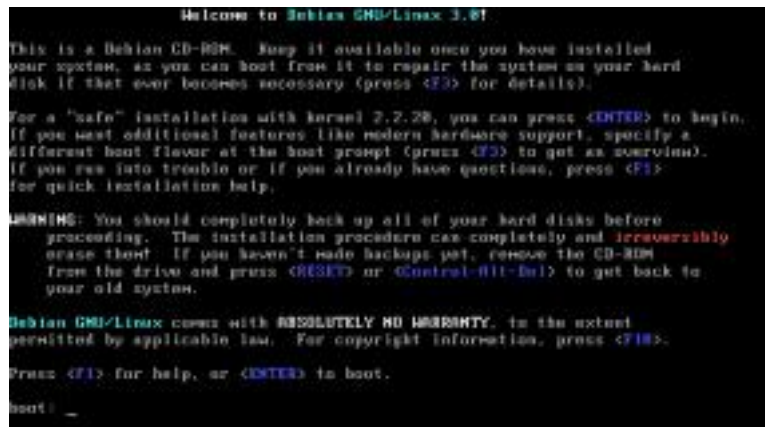 Welcome to Debian GNU/Linux 3.0!
This is a Debian CD-ROM.  Keep it available once you have installed
your system, as you can boot from it to repair the system on your hard
disk if that ever becomes necessary (press <F3> for details).
For a "safe" installation with kernel 2.2.20, you can press <ENTER> to begin.
If you want additional features like modern hardware support, specify a
different boot flavor at the boot prompt (press <F3> to get an overview).
If you run into trouble or if you already have questions, press <F1>
for quick installation help.
WARNING: You should completely back up all of your hard disks before
proceeding.  The installation procedure can completely and irreversibly
erase them!  If you haven't made backups yet, remove the CD-ROM
from the drive and press <RESET> or <Control-Alt-Del> to get back to
your old system.
Debian GNU/Linux comes with ABSOLUTELY NO WARRANTY, to the extent
permitted by applicable law.  For copyright information, press <F10>.
Press <F1> for help, or <ENTER> to boot.
boot: _